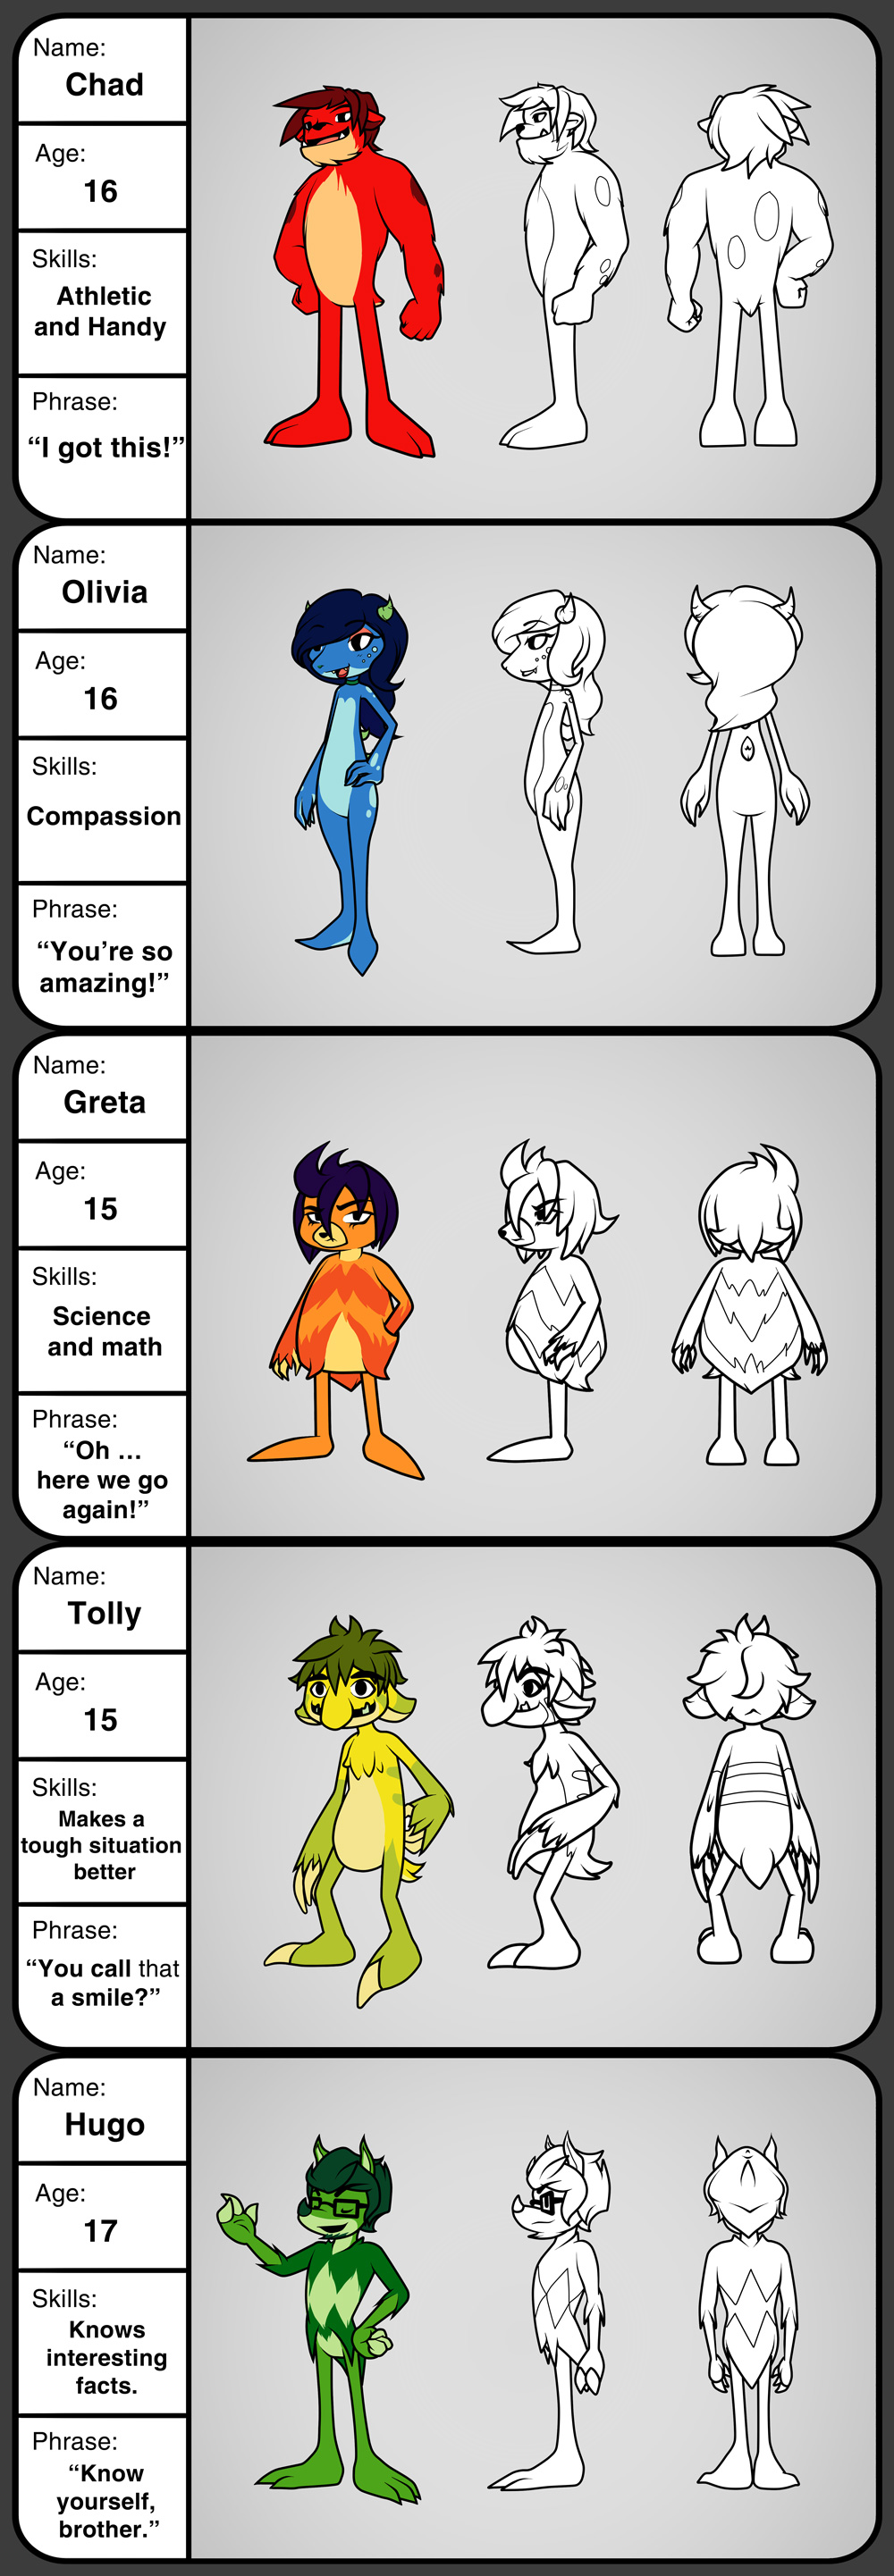 Name:
Chad
Age:
16
Skills:
Athletic
and Handy
Phrase:
“I got this!”
Name:
Olivia
Age:
16
Skills:
Compassion
Phrase:
“You’re so
amazing!”
Name:
Greta
Age:
15
Skills:
Science
and math
Phrase:
“Oh ...
here we go
again!”
Name:
Tolly
Age:
15
Skills:
Makes a
tough situation
better
Phrase:
“You call that
a smile?”
Name:
Hugo
Age:
17
Skills:
Knows
interesting
facts.
Phrase:
“Know
yourself,
brother.”